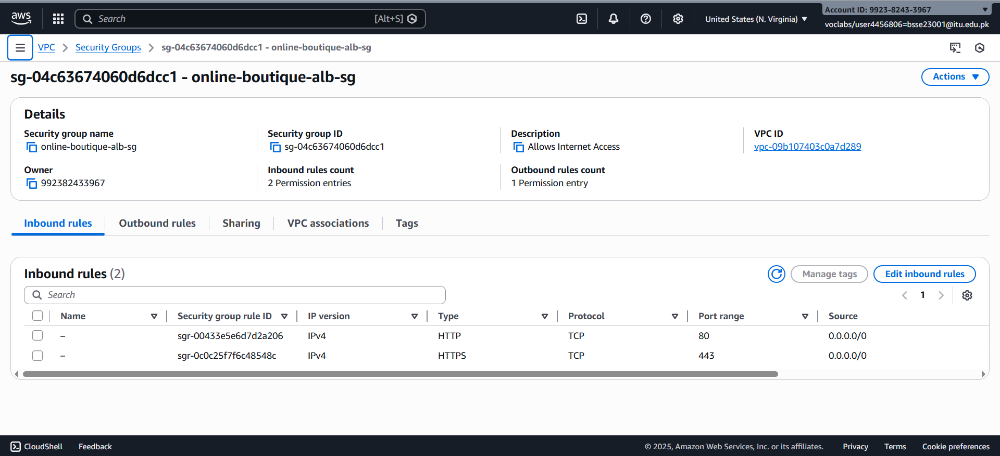 aws
Search [Alt+S]
United States (N. Virginia)
Account ID: 9923-8243-3967
voclabs/user4456806=bsse23001@itu.edu.pk
VPC Security Groups sg-04c63674060d6dcc1 - online-boutique-alb-sg
sg-04c63674060d6dcc1 - online-boutique-alb-sg
Actions
Details
Security group name
online-boutique-alb-sg
Security group ID
sg-04c63674060d6dcc1
Description
Allows Internet Access
VPC ID
vpc-09b107403c0a7d289
Owner
992382433967
Inbound rules count
2 Permission entries
Outbound rules count
1 Permission entry
Inbound rules Outbound rules Sharing VPC associations Tags
Inbound rules (2)
Manage tags
Edit inbound rules
Search
1
Name Security group rule ID IP version Type Protocol Port range Source
– sgr-00433e5e6d7d2a206 IPv4 HTTP TCP 80 0.0.0.0/0
– sgr-0c0c25f7f6c48548c IPv4 HTTPS TCP 443 0.0.0.0/0
CloudShell Feedback © 2025, Amazon Web Services, Inc. or its affiliates. Privacy Terms Cookie preferences